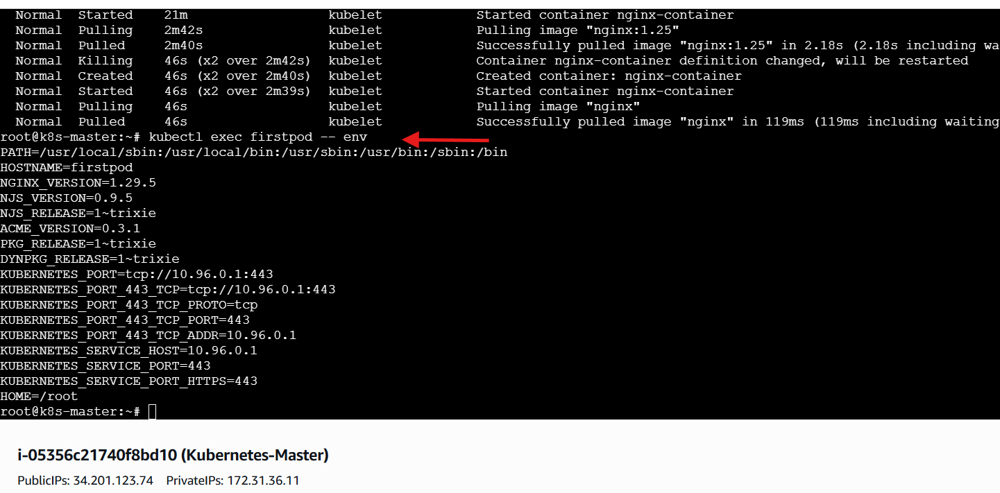 Normal Started 21m kubelet Started container nginx-container
Normal Pulling 2m42s kubelet Pulling image "nginx:1.25"
Normal Pulled 2m40s kubelet Successfully pulled image "nginx:1.25" in 2.18s (2.18s including wa
Normal Killing 46s (x2 over 2m42s) kubelet Container nginx-container definition changed, will be restarted
Normal Created 46s (x2 over 2m40s) kubelet Created container: nginx-container
Normal Started 46s (x2 over 2m39s) kubelet Started container nginx-container
Normal Pulling 46s kubelet Pulling image "nginx"
Normal Pulled 46s kubelet Successfully pulled image "nginx" in 119ms (119ms including waiting
root@k8s-master:~# kubectl exec firstpod -- env
PATH=/usr/local/sbin:/usr/local/bin:/usr/sbin:/usr/bin:/sbin:/bin
HOSTNAME=firstpod
NGINX_VERSION=1.29.5
NJS_VERSION=0.9.5
NJS_RELEASE=1~trixie
ACME_VERSION=0.3.1
PKG_RELEASE=1~trixie
DYNPKG_RELEASE=1~trixie
KUBERNETES_PORT=tcp://10.96.0.1:443
KUBERNETES_PORT_443_TCP=tcp://10.96.0.1:443
KUBERNETES_PORT_443_TCP_PROTO=tcp
KUBERNETES_PORT_443_TCP_PORT=443
KUBERNETES_PORT_443_TCP_ADDR=10.96.0.1
KUBERNETES_SERVICE_HOST=10.96.0.1
KUBERNETES_SERVICE_PORT=443
KUBERNETES_SERVICE_PORT_HTTPS=443
HOME=/root
root@k8s-master:~#
i-05356c21740f8bd10 (Kubernetes-Master)
PublicIPs: 34.201.123.74 PrivateIPs: 172.31.36.11